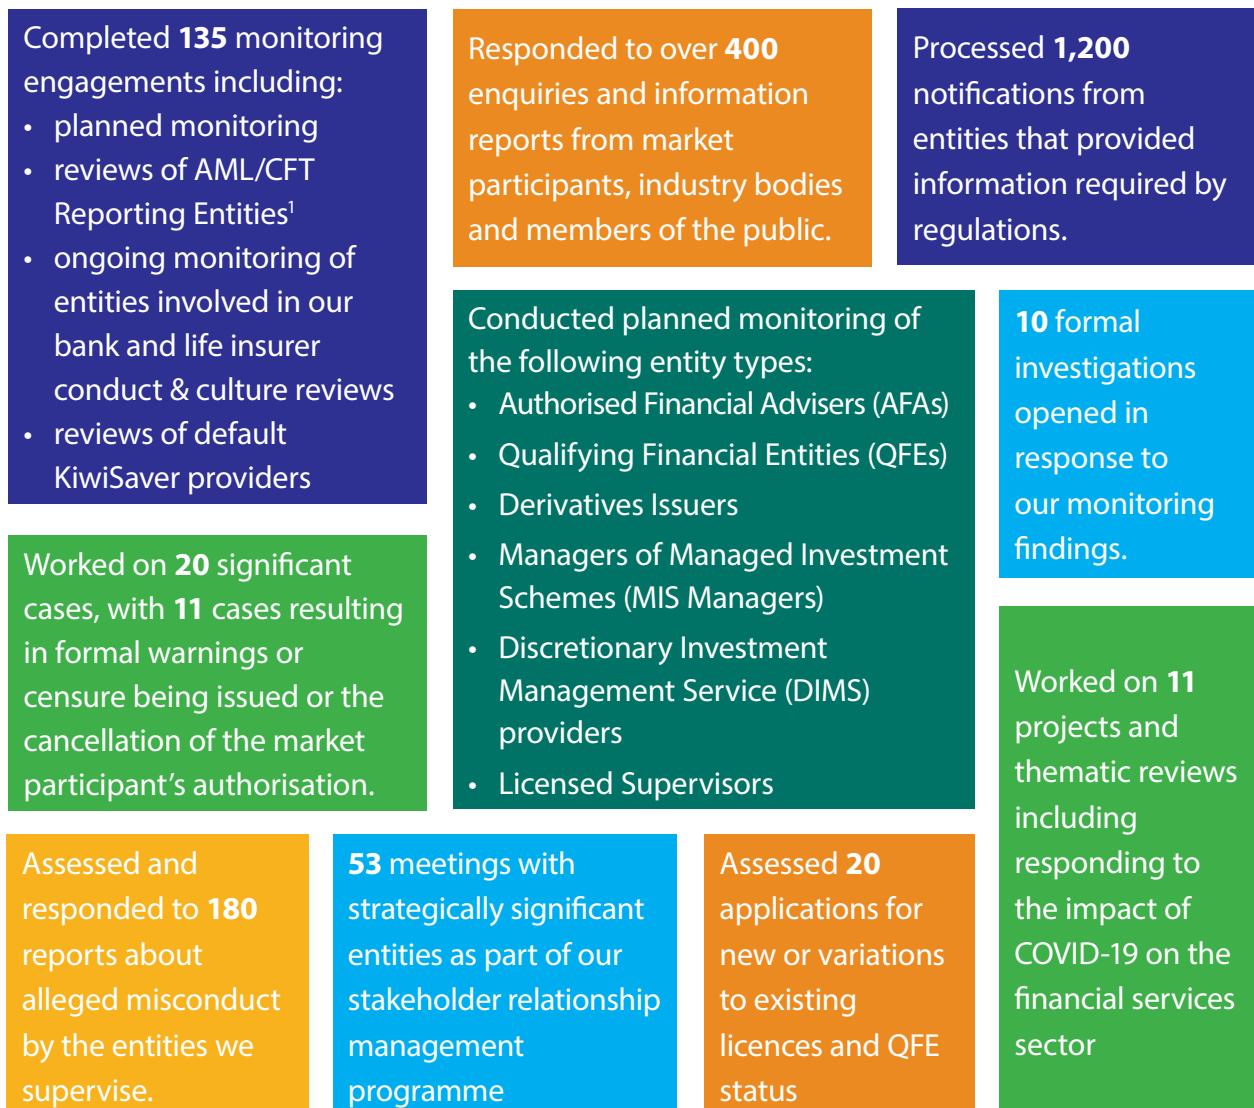 Completed 135 monitoring
engagements including:
• planned monitoring
• reviews of AML/CFT
Reporting Entities¹
• ongoing monitoring of
entities involved in our
bank and life insurer
conduct & culture reviews
• reviews of default
KiwiSaver providers
Responded to over 400
enquiries and information
reports from market
participants, industry bodies
and members of the public.
Processed 1,200
notifications from
entities that provided
information required by
regulations.
Conducted planned monitoring of
the following entity types:
• Authorised Financial Advisers (AFAs)
• Qualifying Financial Entities (QFEs)
• Derivatives Issuers
• Managers of Managed Investment
Schemes (MIS Managers)
• Discretionary Investment
Management Service (DIMS)
providers
• Licensed Supervisors
10 formal
investigations
opened in
response to
our monitoring
findings.
Worked on 20 significant
cases, with 11 cases resulting
in formal warnings or
censure being issued or the
cancellation of the market
participant’s authorisation.
Worked on 11
projects and
thematic reviews
including
responding to
the impact of
COVID-19 on the
financial services
sector
Assessed and
responded to 180
reports about
alleged misconduct
by the entities we
supervise.
53 meetings with
strategically significant
entities as part of our
stakeholder relationship
management
programme
Assessed 20
applications for
new or variations
to existing
licences and QFE
status